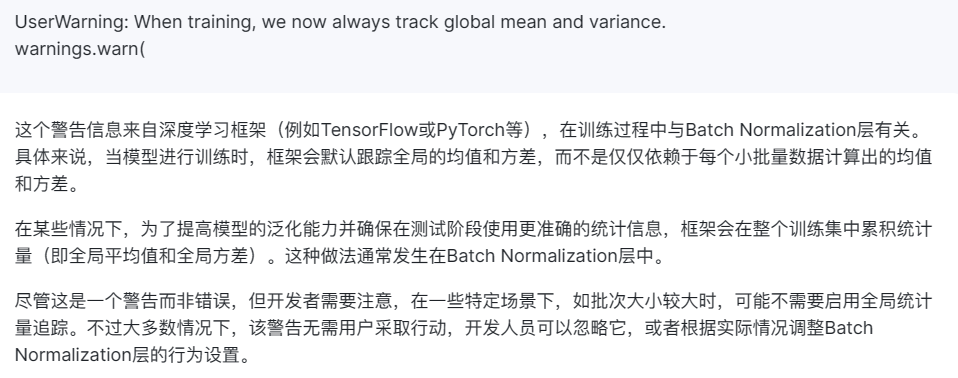 UserWarning: When training, we now always track global mean and variance.
warnings.warn(
这个警告信息来自深度学习框架（例如TensorFlow或PyTorch等），在训练过程中与Batch Normalization层有关。
具体来说，当模型进行训练时，框架会默认跟踪全局的均值和方差，而不是仅仅依赖于每个小批量数据计算出的均值
和方差。
在某些情况下，为了提高模型的泛化能力并确保在测试阶段使用更准确的统计信息，框架会在整个训练集中累积统计
量（即全局平均值和全局方差）。这种做法通常发生在Batch Normalization层中。
尽管这是一个警告而非错误，但开发者需要注意，在一些特定场景下，如批次大小较大时，可能不需要启用全局统计
量追踪。不过大多数情况下，该警告无需用户采取行动，开发人员可以忽略它，或者根据实际情况调整Batch
Normalization层的行为设置。